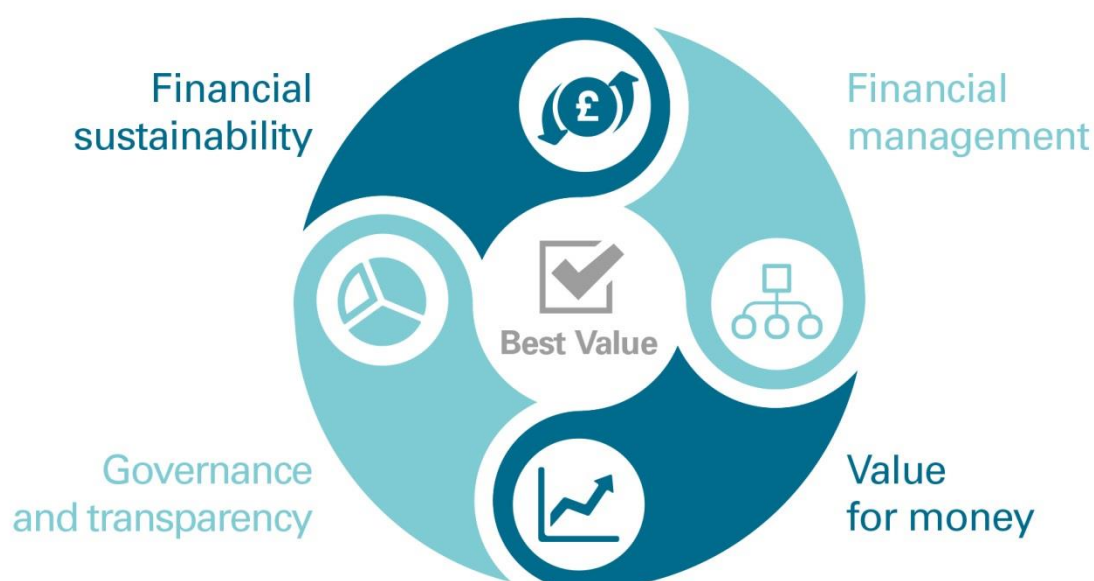 Financial
sustainability
£
Financial
management
Best Value
Governance
and transparency
Value
for money